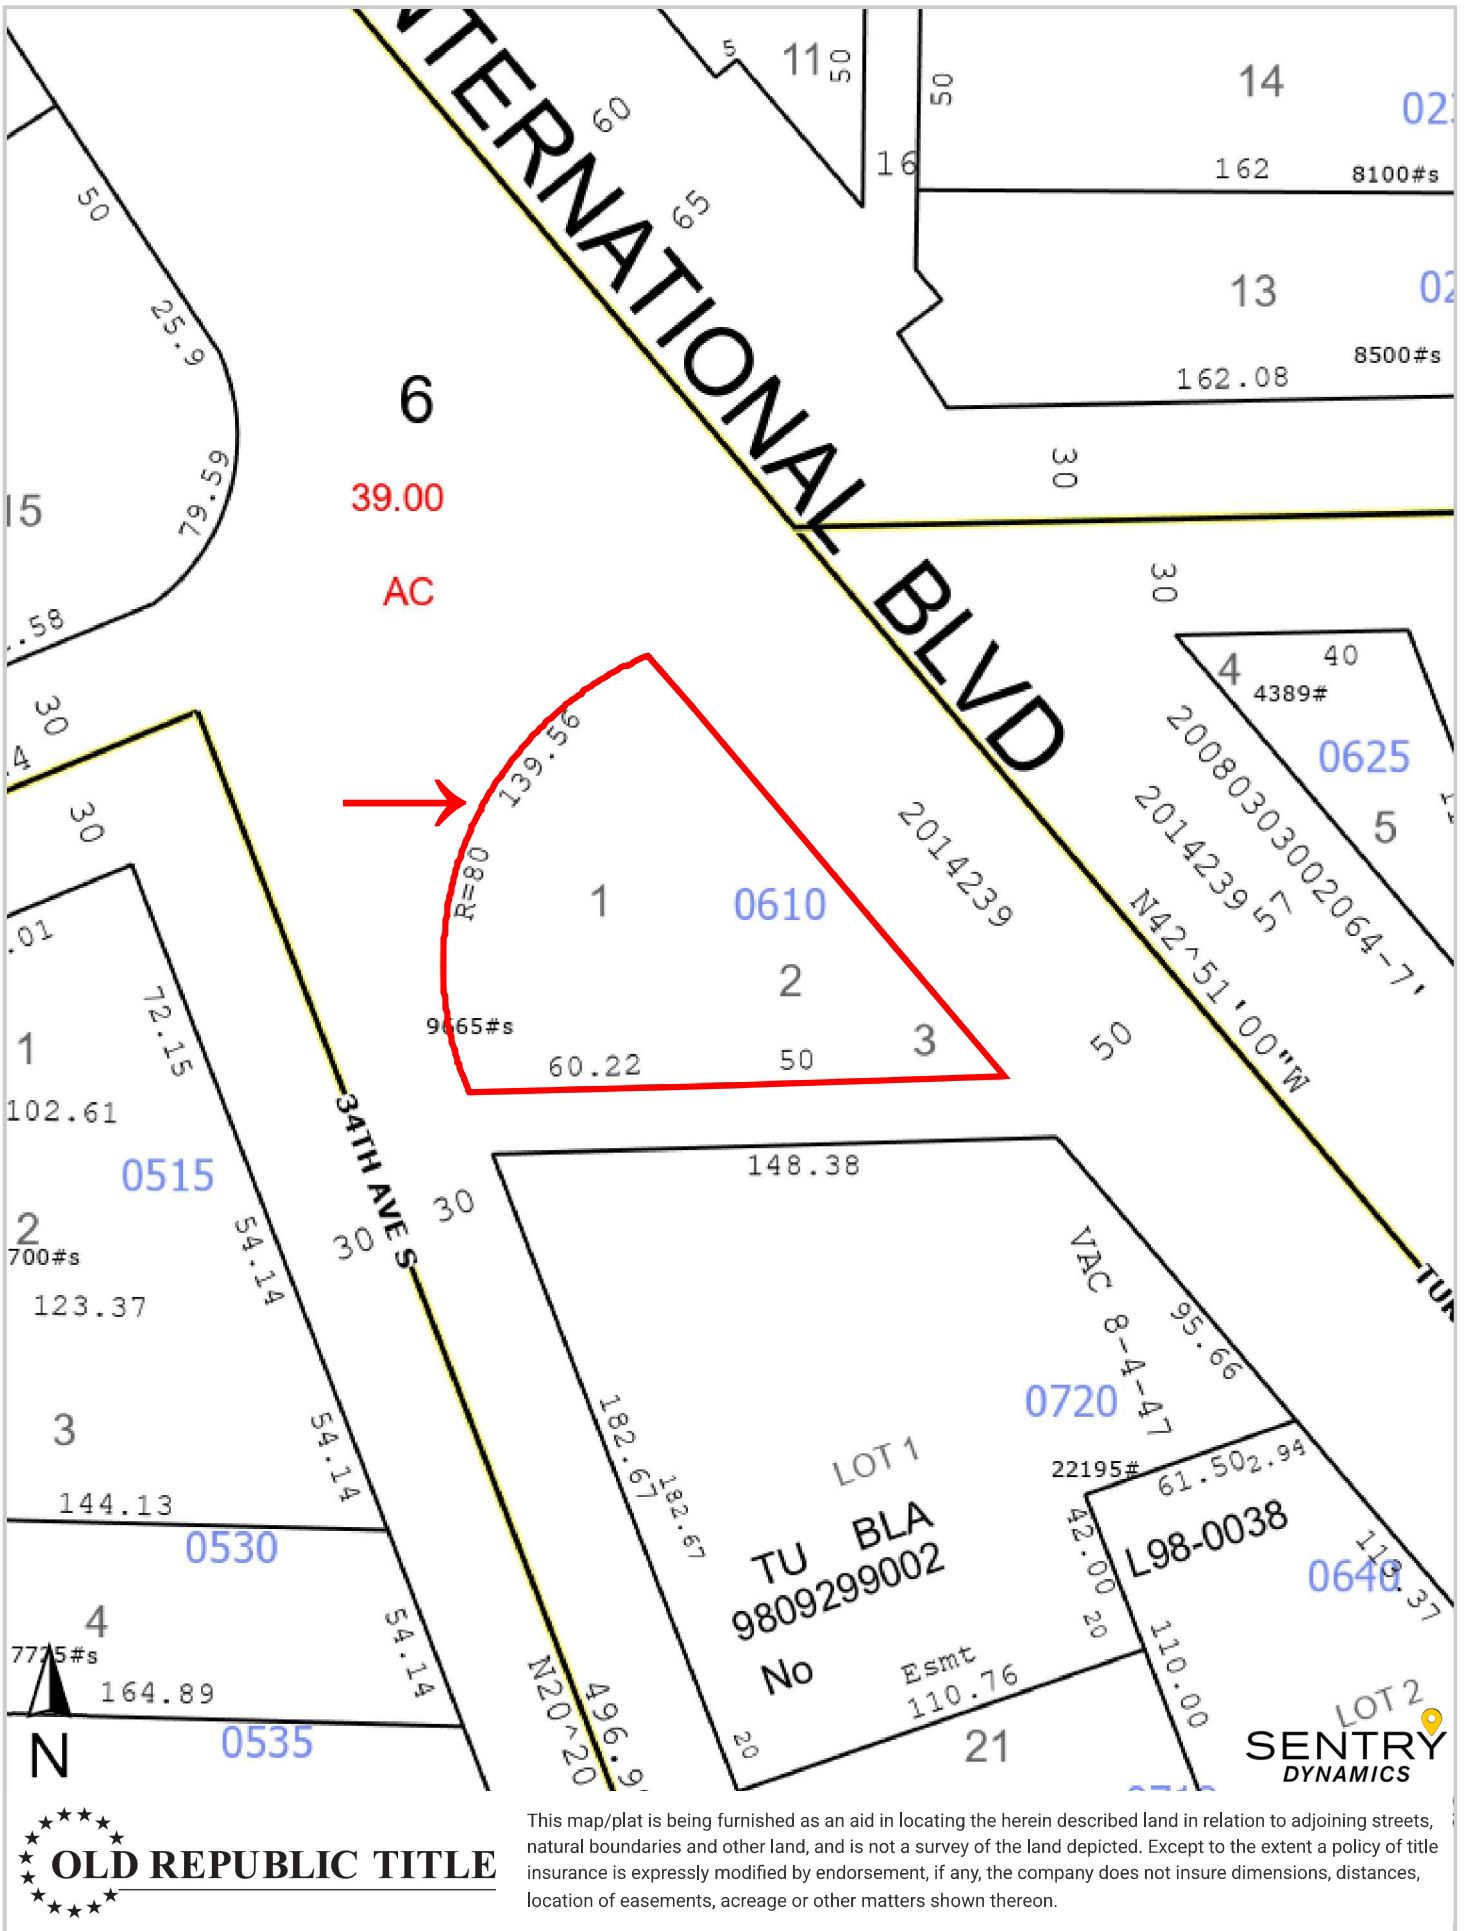 INTERNATIONAL BLVD
5
11
50
50
14
60
16
162
8100#s
50
65
13
25.9
8500#s
162.08
6
30
79.59
39.00
15
AC
30
.58
40
4
4389#
30
139.56
0625
20080303002064-7'
.4
5
2014239
2014239
30
R=80
1
0610
57
N42^51'00"W
.01
2
72.15
9665#s
3
50
1
60.22
50
102.61
34TH AVE S
148.38
0515
30
2
30
700#s
54.14
VAC 8-4-47
123.37
95.66
0720
3
182.67
LOT 1
54.14
22195#
61.50
2.94
182.67
144.13
TU BLA
9809299002
42.00
L98-0038
0530
113.37
0640
4
54.14
20
7725#s
No
Esmt
110.76
110.00
164.89
N20^20
496.9
LOT 2
0535
20
21
N
SENTRY
DYNAMICS
OLD REPUBLIC TITLE
This map/plat is being furnished as an aid in locating the herein described land in relation to adjoining streets,
natural boundaries and other land, and is not a survey of the land depicted. Except to the extent a policy of title
insurance is expressly modified by endorsement, if any, the company does not insure dimensions, distances,
location of easements, acreage or other matters shown thereon.